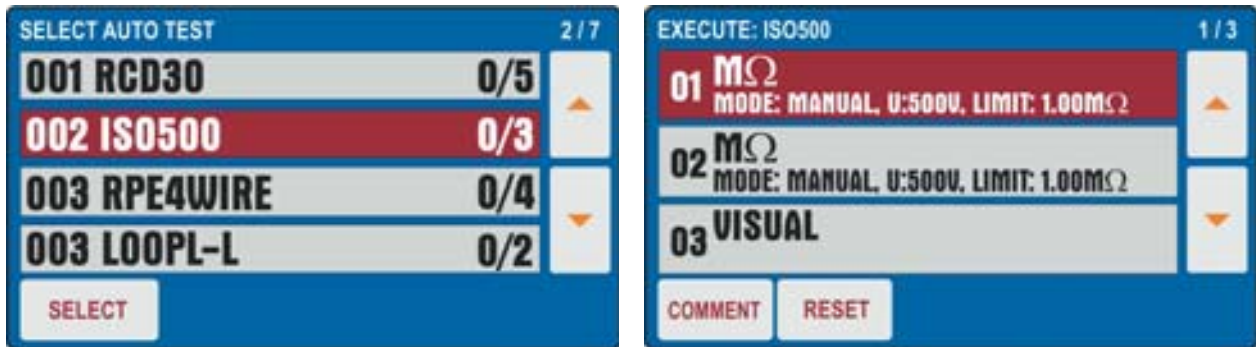 SELECT AUTO TEST 2/7
001 RCD30 0/5
002 ISO500 0/3
003 RPE4WIRE 0/4
003 LOOPL-L 0/2
SELECT
EXECUTE: ISO500 1/3
01 MΩ
MODE: MANUAL, U:500V, LIMIT: 1.00MΩ
02 MΩ
MODE: MANUAL, U:500V, LIMIT: 1.00MΩ
03 VISUAL
COMMENT RESET